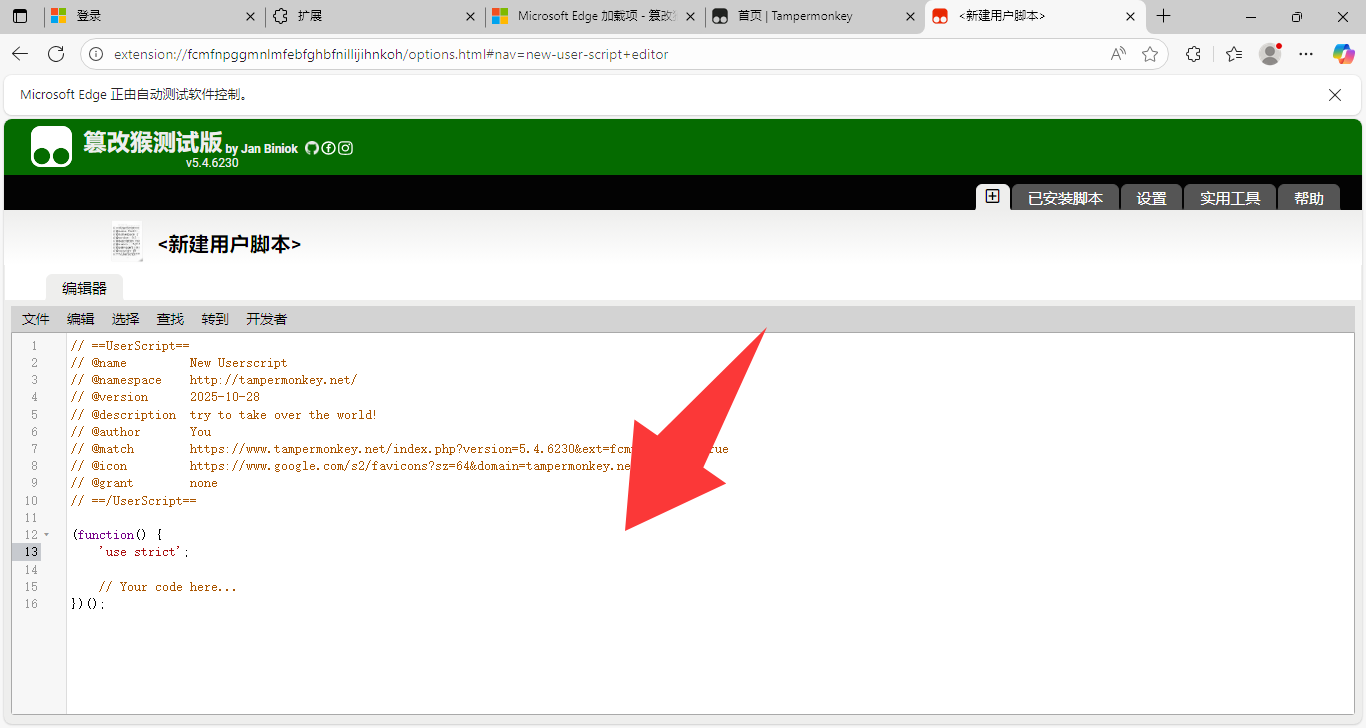 登录
扩展
Microsoft Edge 加载项 - 篡改
首页 | Tampermonkey
<新建用户脚本>
extension://fcmfnpggmnlmfebfghbfnillijihnkoh/options.html#nav=new-user-script+editor
Microsoft Edge 正由自动测试软件控制。
篡改猴测试版 by Jan Biniok
v5.4.6230
已安装脚本 设置 实用工具 帮助
<新建用户脚本>
编辑器
文件 编辑 选择 查找 转到 开发者
1 // ==UserScript==
2 // @name         New Userscript
3 // @namespace    http://tampermonkey.net/
4 // @version      2025-10-28
5 // @description  try to take over the world!
6 // @author       You
7 // @match        https://www.tampermonkey.net/index.php?version=5.4.6230&ext=fcm rue
8 // @icon         https://www.google.com/s2/favicons?sz=64&domain=tampermonkey.ne
9 // @grant        none
10 // ==/UserScript==
11
12 (function() {
13     'use strict';
14
15     // Your code here...
16 })();